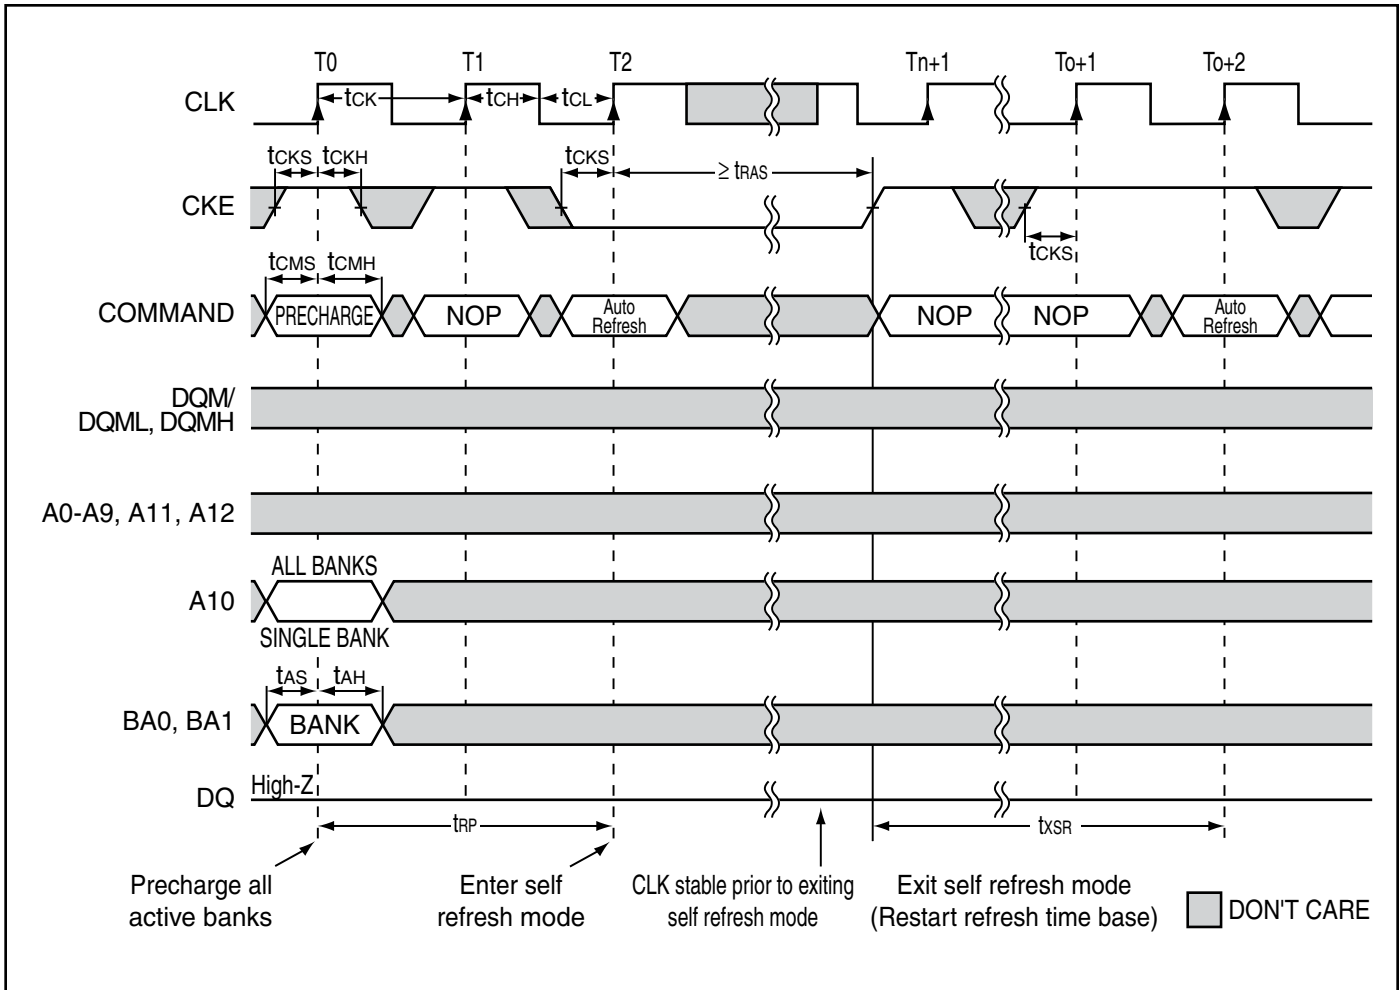 T0 T1 T2 Tn+1 To+1 To+2
CLK tCK tCH tCL
tCKS tCKH tCKS ≥ tRAS
CKE
tCKS
tCMS tCMH
COMMAND PRECHARGE NOP Auto Refresh NOP NOP Auto Refresh
DQM/
DQML, DQMH
A0-A9, A11, A12
ALL BANKS
A10
SINGLE BANK
tAS tAH
BA0, BA1 BANK
High-Z
DQ
tRP tXSR
Precharge all
active banks
Enter self
refresh mode
CLK stable prior to exiting
self refresh mode
Exit self refresh mode
(Restart refresh time base)
DON'T CARE